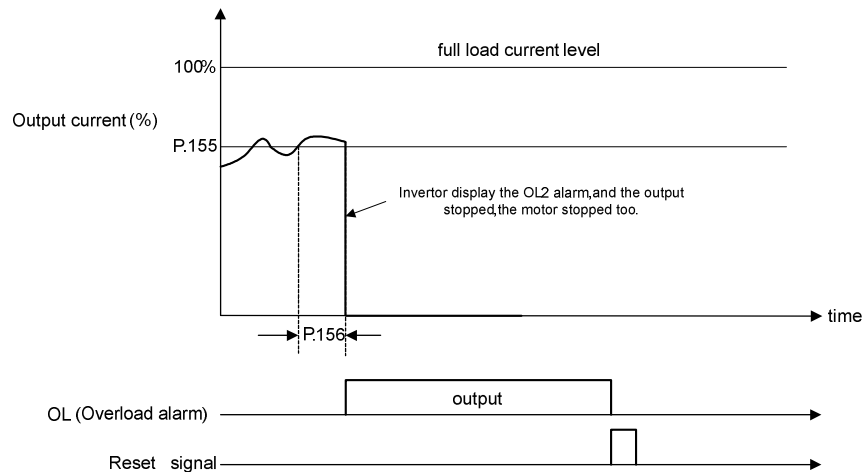 full load current level
100%
Output current (%)
P.155
Invertor display the OL2 alarm,and the output
stopped,the motor stopped too.
time
P.156
output
OL (Overload alarm)
Reset signal